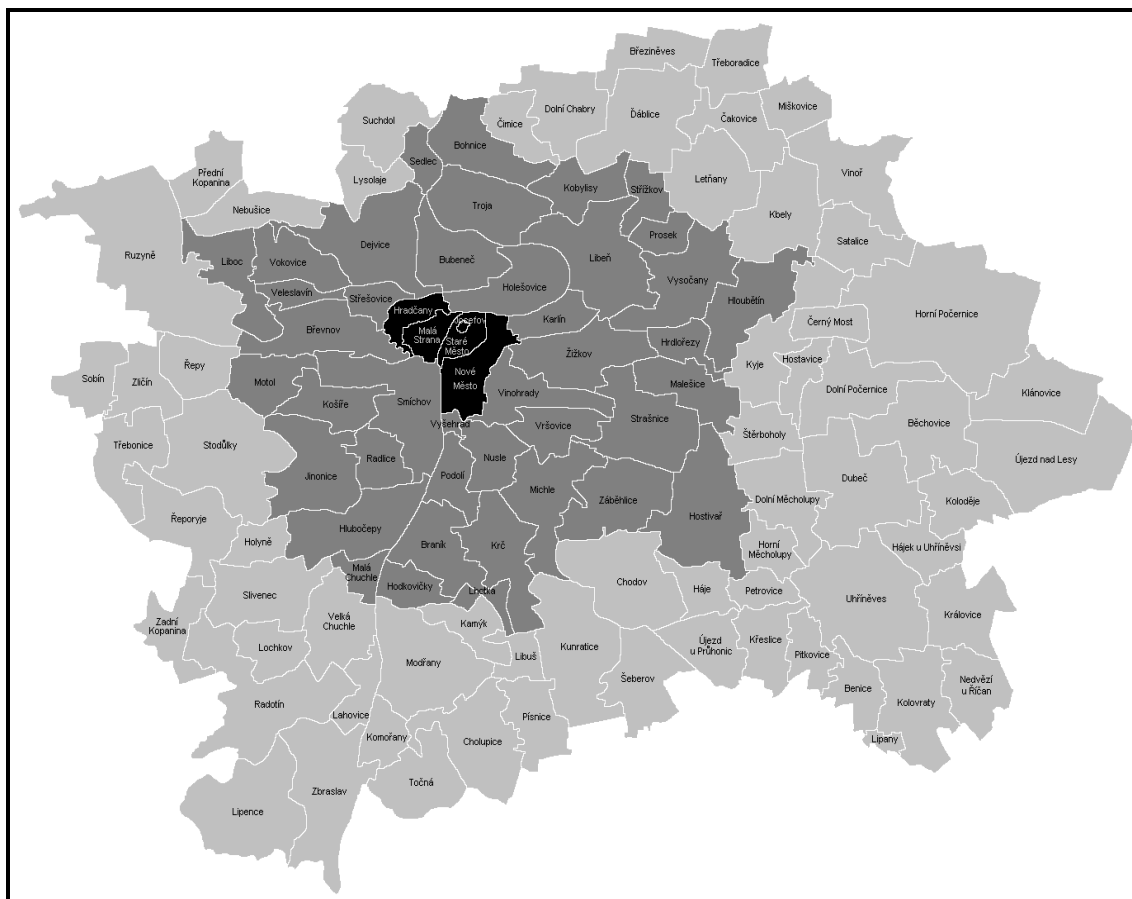 Březiněves
Třeboradice
Dolní Chabry
Ďáblice
Miškovice
Čakovice
Suchdol
Čimice
Bohnice
Sedlec
Přední
Kopanina
Lysolaje
Kobylisy
Střížkov
Letňany
Vinoř
Nebušice
Troja
Kbely
Prosek
Satalice
Dejvice
Ruzyně
Liboc
Vokovice
Bubeneč
Libeň
Vysočany
Veleslavín
Střešovice
Holešovice
Hloubětín
Hradčany
Horní Počernice
Josefov
Karlín
Černý Most
Břevnov
Malá
Strana
Staré
Město
Hrdlořezy
Žižkov
Hostavice
Kyje
Řepy
Sobín
Zličín
Nové
Město
Motol
Malešice
Dolní Počernice
Vinohrady
Klánovice
Košíře
Smíchov
Běchovice
Vyšehrad
Vršovice
Strašnice
Štěrboholy
Třebonice
Stodůlky
Radlice
Nusle
Újezd nad Lesy
Jinonice
Podolí
Michle
Dubeč
Záběhlice
Dolní Měcholupy
Koloděje
Řeporyje
Hostivař
Hlubočepy
Holyně
Braník
Krč
Horní
Měcholupy
Hájek u Uhříněvsi
Malá
Chuchle
Hodkovičky
Lhotka
Chodov
Háje
Petrovice
Slivenec
Uhříněves
Královice
Velká
Chuchle
Zadní
Kopanina
Kamýk
Lochkov
Újezd
u Průhonic
Křeslice
Libuš
Kunratice
Pitkovice
Modřany
Šeberov
Nedvězí
u Říčan
Benice
Radotín
Kolovraty
Lahovice
Písnice
Komořany
Cholupice
Lipany
Točná
Zbraslav
Lipence